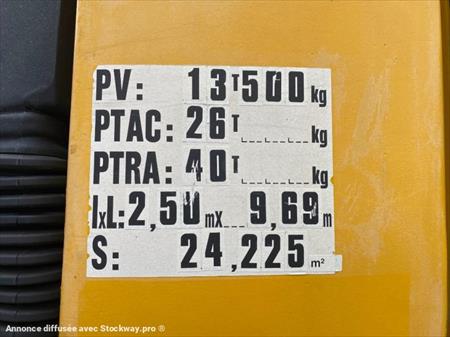 PV: 13T500 kg
PTAC: 26T kg
PTRA: 40T kg
lxL: 2,50 mx 9,69 m
S: 24,225 m²
Annonce diffusée avec Stockway.pro ®